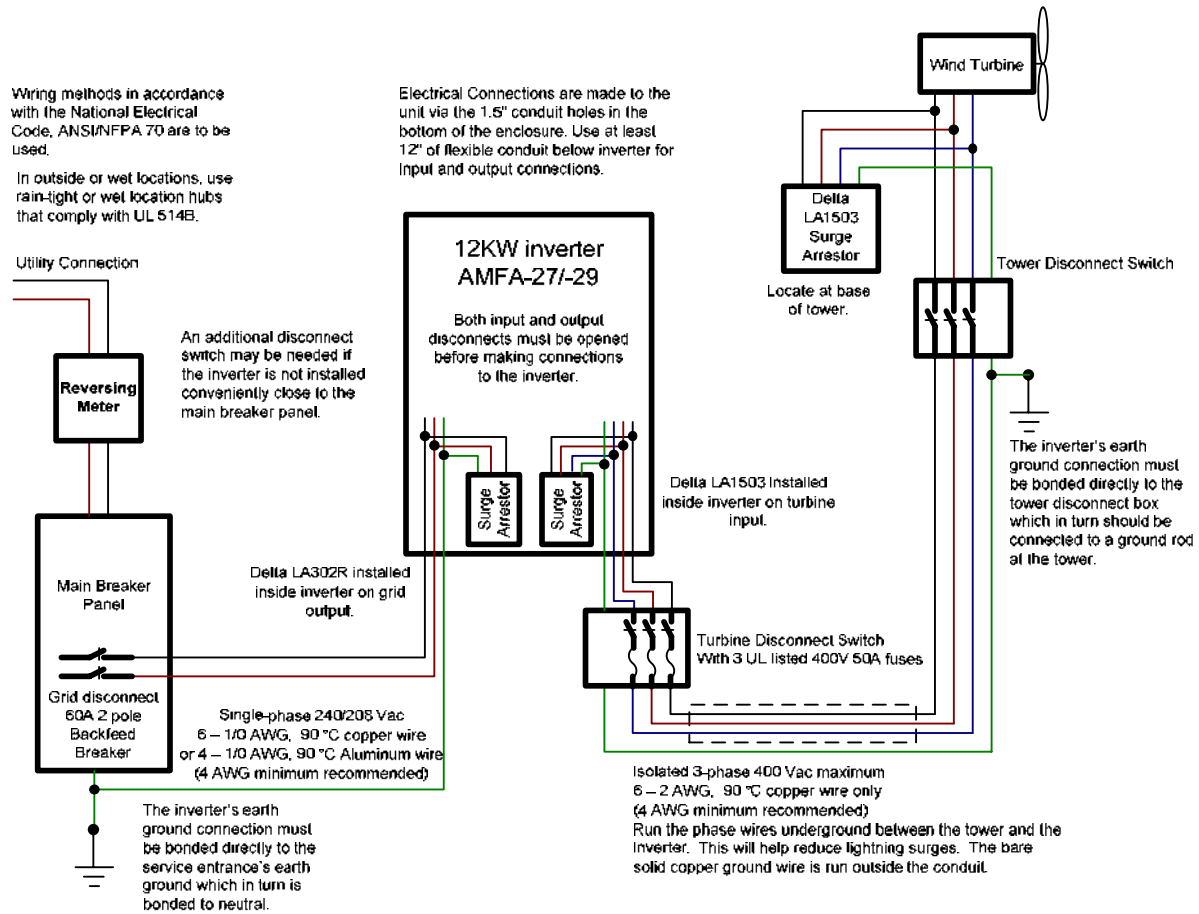 Wiring methods in accordance
with the National Electrical
Code, ANSI/NFPA 70 are to be
used.
In outside or wet locations, use
rain-tight or wet location hubs
that comply with UL 514B.
Utility Connection
Electrical Connections are made to the
unit via the 1.5" conduit holes in the
bottom of the enclosure. Use at least
12" of flexible conduit below inverter for
input and output connections.
Wind Turbine
Delta
LA1503
Surge
Arrestor
Locate at base
of tower.
Tower Disconnect Switch
12KW inverter
AMFA-27/-29
Both input and output
disconnects must be opened
before making connections
to the inverter.
An additional disconnect
switch may be needed if
the inverter is not installed
conveniently close to the
main breaker panel.
Reversing
Meter
Surge
Arrestor
Surge
Arrestor
Delta LA1503 Installed
inside inverter on turbine
input.
The inverter's earth
ground connection must
be bonded directly to the
tower disconnect box
which in turn should be
connected to a ground rod
at the tower.
Main Breaker
Panel
Delta LA302R installed
inside inverter on grid
output.
Turbine Disconnect Switch
With 3 UL listed 400V 50A fuses
Grid disconnect
60A 2 pole
Backfeed
Breaker
Single-phase 240/208 Vac
6 – 1/0 AWG, 90 °C copper wire
or 4 – 1/0 AWG, 90 °C Aluminum wire
(4 AWG minimum recommended)
Isolated 3-phase 400 Vac maximum
6 – 2 AWG, 90 °C copper wire only
(4 AWG minimum recommended)
Run the phase wires underground between the tower and the
Inverter. This will help reduce lightning surges. The bare
solid copper ground wire is run outside the conduit.
The inverter's earth
ground connection must
be bonded directly to the
service entrance's earth
ground which in turn is
bonded to neutral.